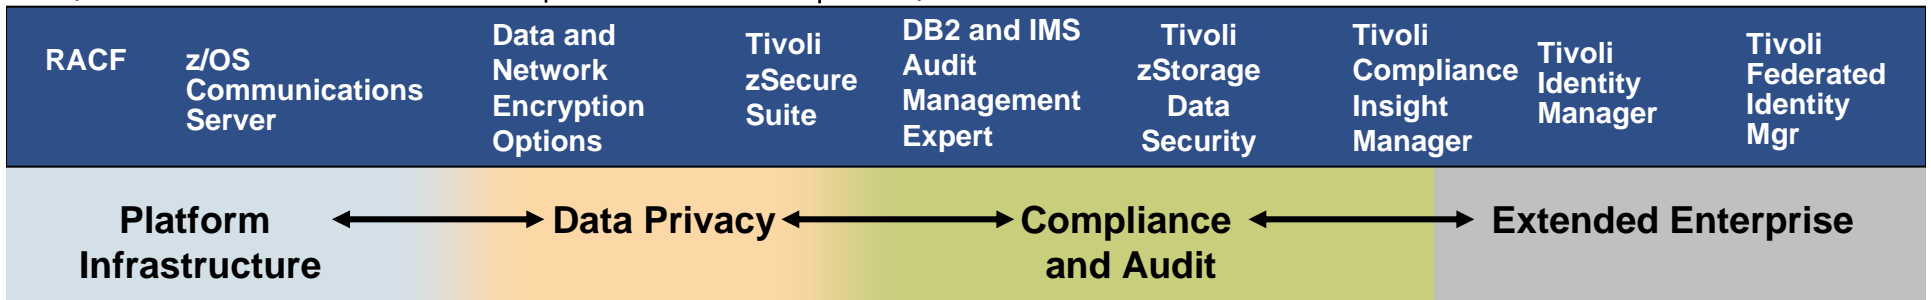 RACF
z/OS
Communications
Server
Data and
Network
Encryption
Options
Tivoli
zSecure
Suite
DB2 and IMS
Audit
Management
Expert
Tivoli
zStorage
Data
Security
Tivoli
Compliance
Insight
Manager
Tivoli
Identity
Manager
Tivoli
Federated
Identity
Mgr
Platform
Infrastructure
Data Privacy
Compliance
and Audit
Extended Enterprise